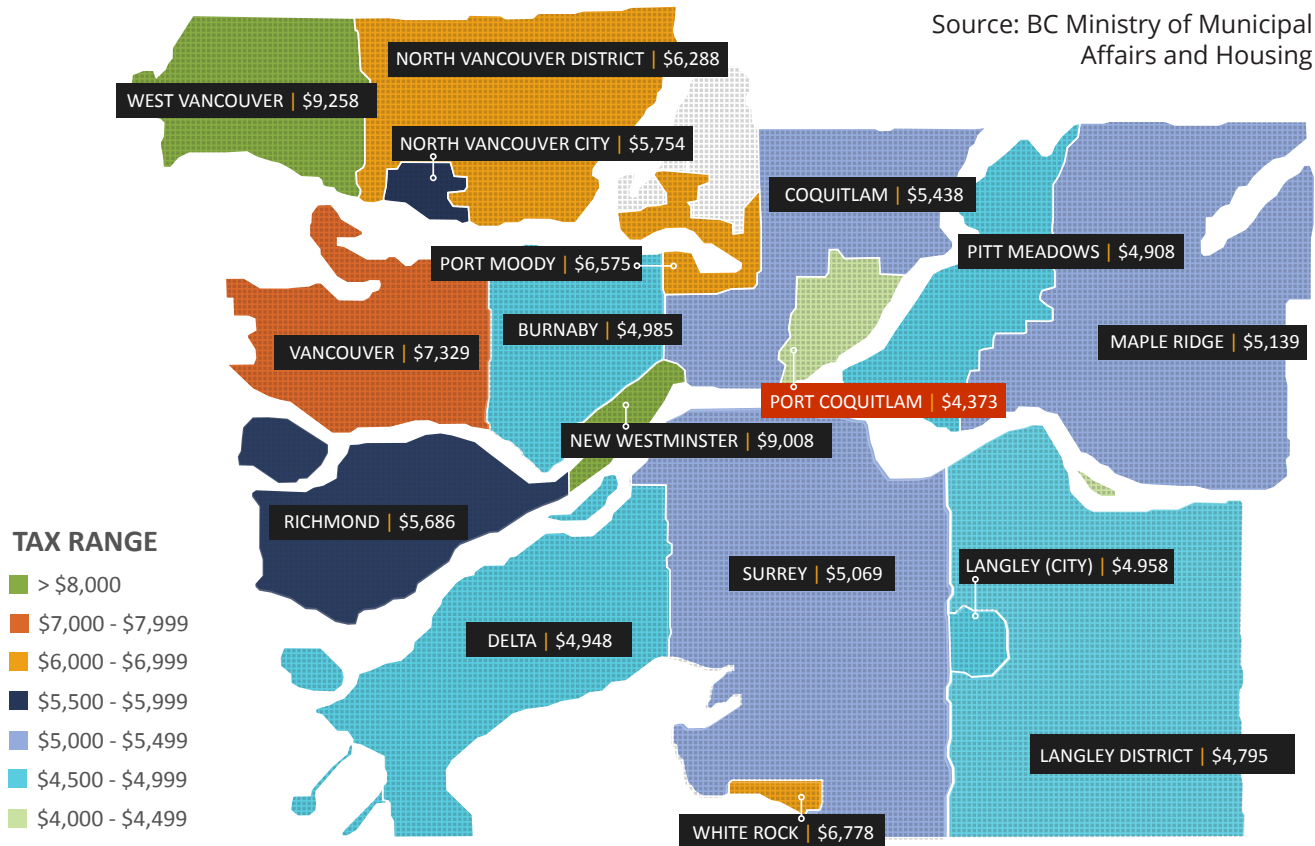 Source: BC Ministry of Municipal
Affairs and Housing
NORTH VANCOUVER DISTRICT | $6,288
WEST VANCOUVER | $9,258
NORTH VANCOUVER CITY | $5,754
COQUITLAM | $5,438
PITT MEADOWS | $4,908
PORT MOODY | $6,575
BURNABY | $4,985
VANCOUVER | $7,329
MAPLE RIDGE | $5,139
PORT COQUITLAM | $4,373
NEW WESTMINSTER | $9,008
RICHMOND | $5,686
SURREY | $5,069
LANGLEY (CITY) | $4.958
DELTA | $4,948
LANGLEY DISTRICT | $4,795
WHITE ROCK | $6,778
TAX RANGE
> $8,000
$7,000 - $7,999
$6,000 - $6,999
$5,500 - $5,999
$5,000 - $5,499
$4,500 - $4,999
$4,000 - $4,499